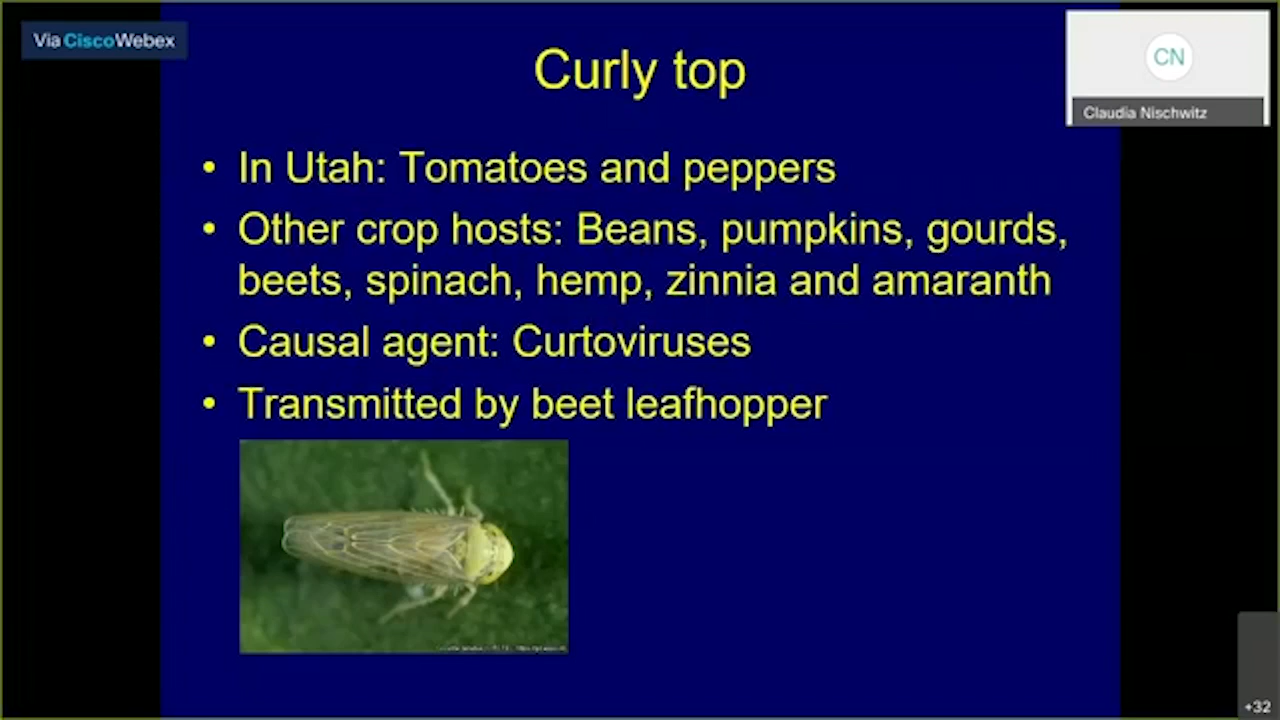 Via CiscoWebex
CN
Claudia Nischwitz
Curly top
• In Utah: Tomatoes and peppers
• Other crop hosts: Beans, pumpkins, gourds,
beets, spinach, hemp, zinnia and amaranth
• Causal agent: Curtoviruses
• Transmitted by beet leafhopper
+32